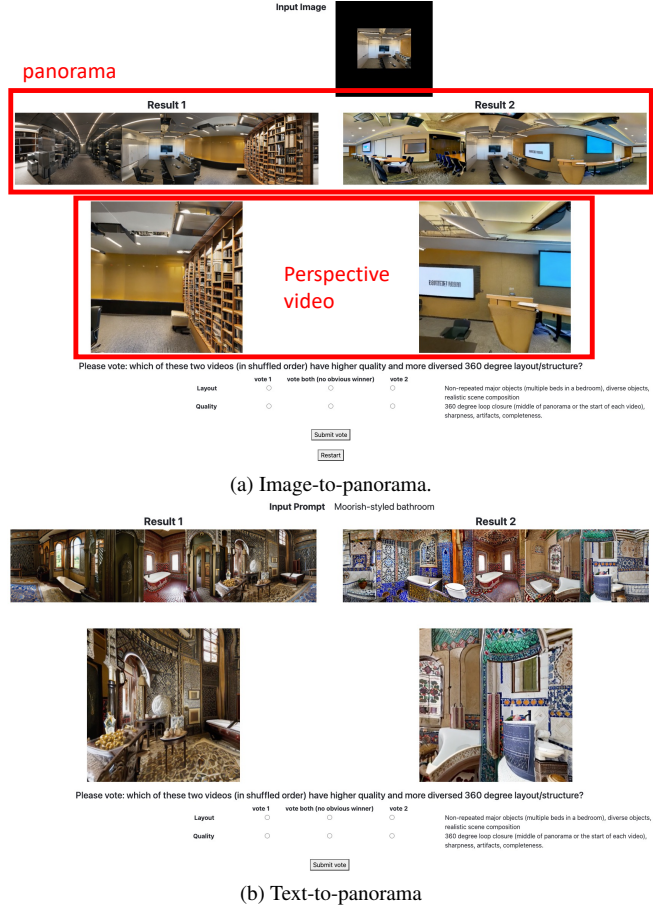 Input Image
panorama
Result 1
Result 2
Perspective
video
Please vote: which of these two videos (in shuffled order) have higher quality and more diversed 360 degree layout/structure?
vote 1
vote both (no obvious winner)
vote 2
Layout
Non-repeated major objects (multiple beds in a bedroom), diverse objects,
realistic scene composition
Quality
360 degree loop closure (middle of panorama or the start of each video),
sharpness, artifacts, completeness.
Submit vote
Restart
(a) Image-to-panorama.
Input Prompt Moorish-styled bathroom
Result 1
Result 2
Please vote: which of these two videos (in shuffled order) have higher quality and more diversed 360 degree layout/structure?
vote 1
vote both (no obvious winner)
vote 2
Layout
Non-repeated major objects (multiple beds in a bedroom), diverse objects,
realistic scene composition
Quality
360 degree loop closure (middle of panorama or the start of each video),
sharpness, artifacts, completeness.
Submit vote
(b) Text-to-panorama